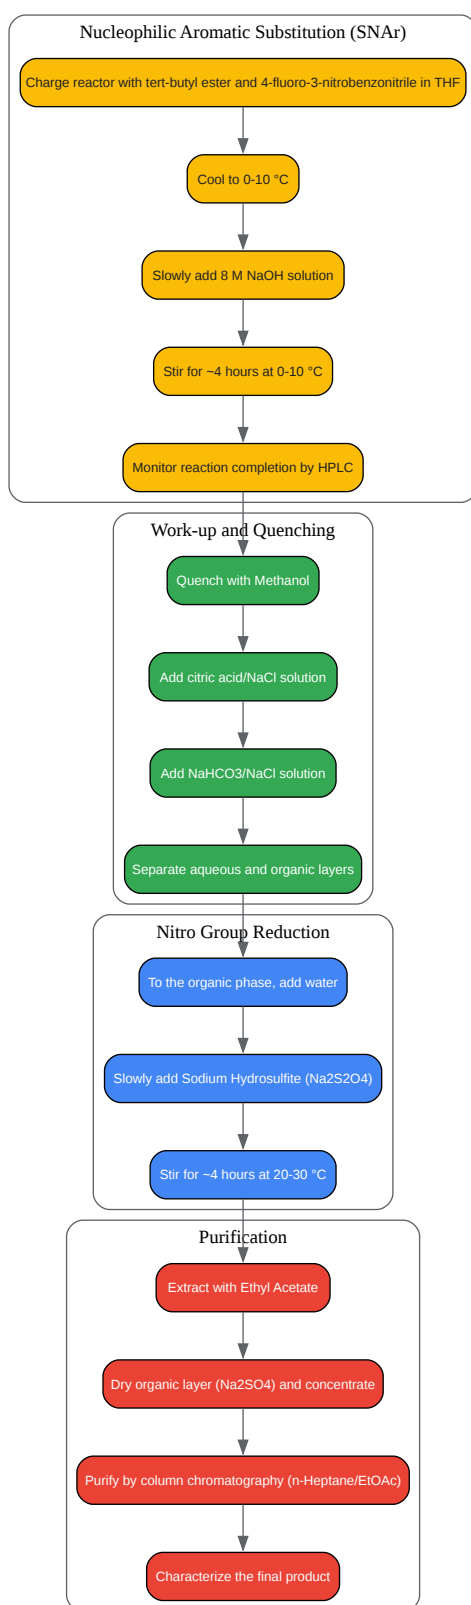 Nucleophilic Aromatic Substitution (SNAr)
Charge reactor with tert-butyl ester and 4-fluoro-3-nitrobenzonitrile in THF
Cool to 0-10 °C
Slowly add 8 M NaOH solution
Stir for ~4 hours at 0-10 °C
Monitor reaction completion by HPLC
Work-up and Quenching
Quench with Methanol
Add citric acid/NaCl solution
Add NaHCO3/NaCl solution
Separate aqueous and organic layers
Nitro Group Reduction
To the organic phase, add water
Slowly add Sodium Hydrosulfite (Na2S2O4)
Stir for ~4 hours at 20-30 °C
Purification
Extract with Ethyl Acetate
Dry organic layer (Na2SO4) and concentrate
Purify by column chromatography (n-Heptane/EtOAc)
Characterize the final product